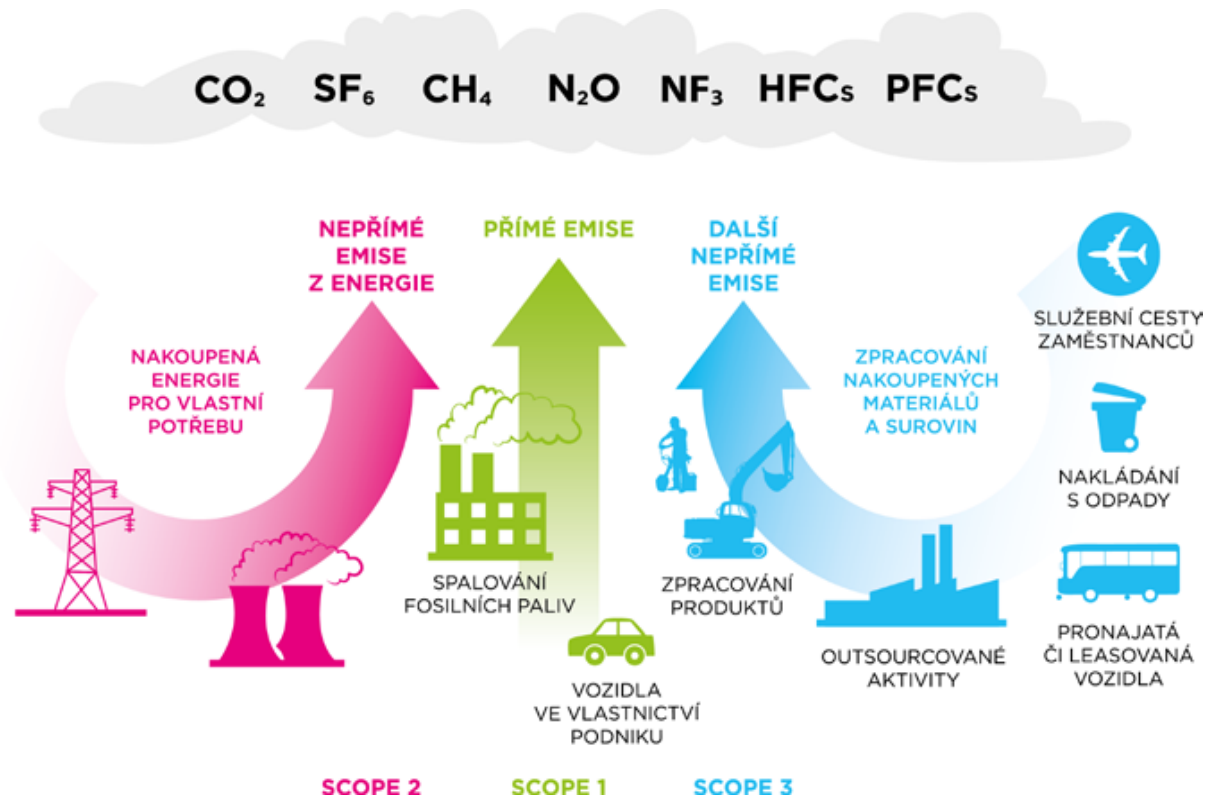 CO₂ SF₆ CH₄ N₂O NF₃ HFCs PFCs
NEPŘÍMÉ
EMISE
Z ENERGIE
PŘÍMÉ EMISE
DALŠÍ
NEPŘÍMÉ
EMISE
SLUŽEBNÍ CESTY
ZAMĚSTNANCŮ
NAKOUPENÁ
ENERGIE
PRO VLASTNÍ
POTŘEBU
ZPRACOVÁNÍ
NAKOUPENÝCH
MATERIÁLŮ
A SUROVIN
NAKLÁDÁNÍ
S ODPADY
SPALOVÁNÍ
FOSILNÍCH PALIV
ZPRACOVÁNÍ
PRODUKTŮ
OUTSOURCOVANÉ
AKTIVITY
PRONAJATÁ
ČI LEASOVANÁ
VOZIDLA
VOZIDLA
VE VLASTNICTVÍ
PODNIKU
SCOPE 2
SCOPE 1
SCOPE 3